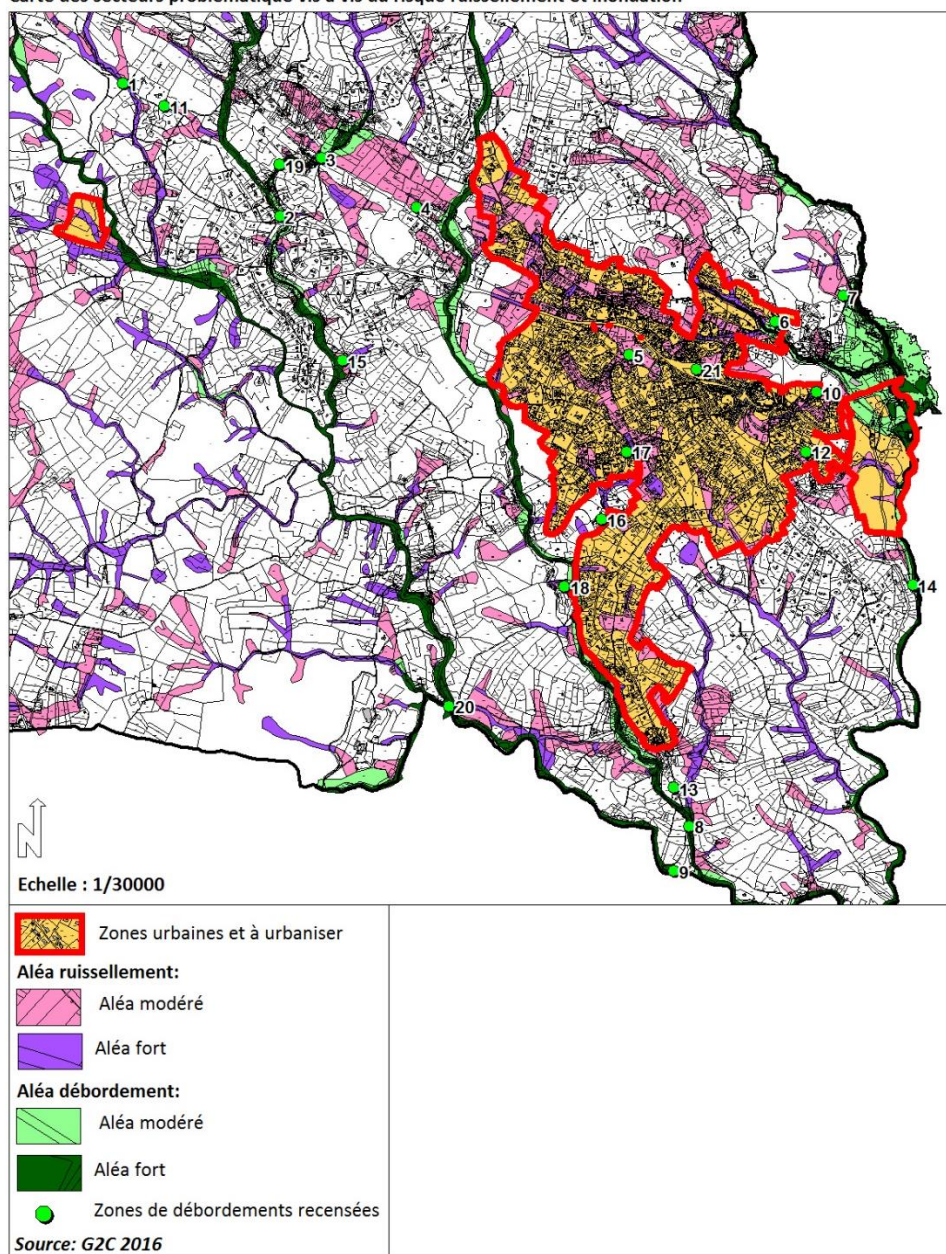 Carte des secteurs problématique vis à vis du risque ruissellement et inondation
1
11
19
3
2
4
7
6
5
15
21
10
17
12
16
18
14
20
13
8
9
N
Echelle : 1/30000
Zones urbaines et à urbaniser
Aléa ruissellement:
Aléa modéré
Aléa fort
Aléa débordement:
Aléa modéré
Aléa fort
Zones de débordements recensées
Source: G2C 2016